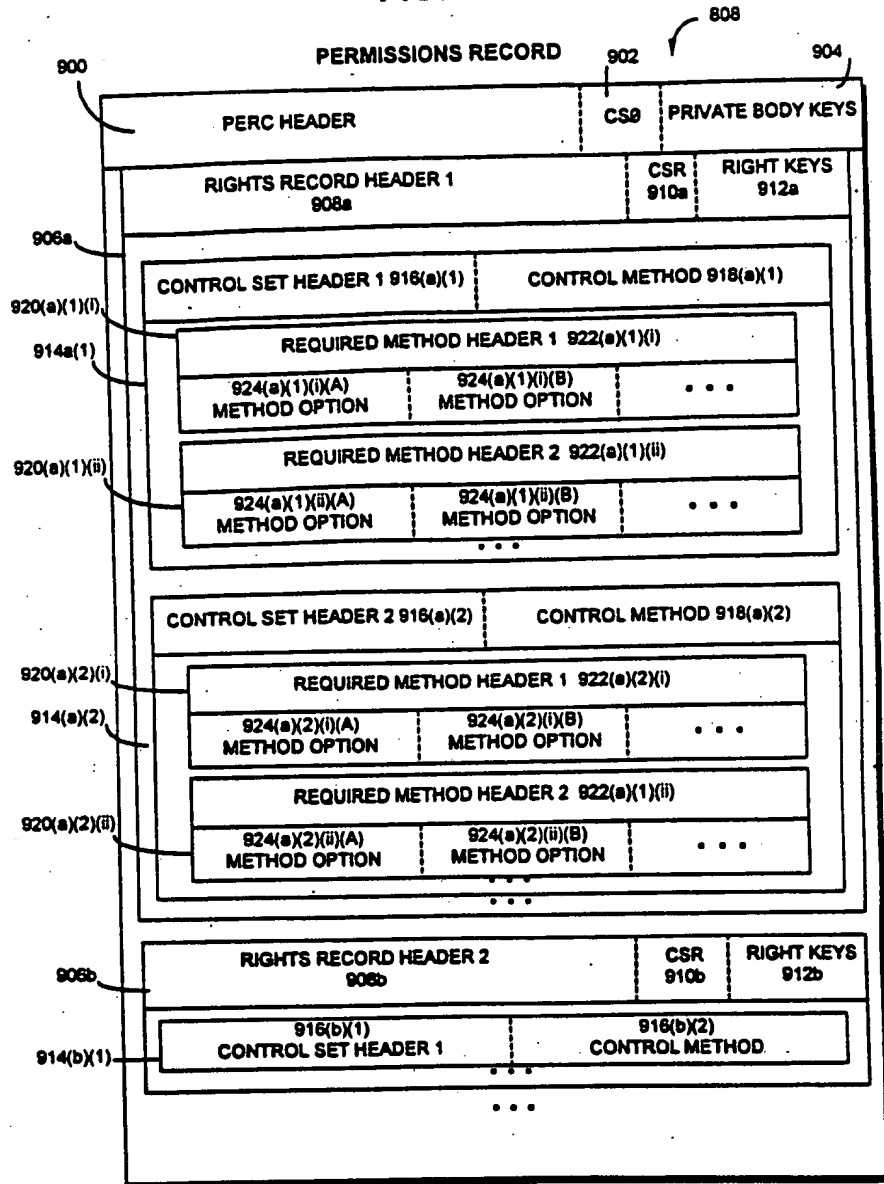 808
PERMISSIONS RECORD
900
902
904
PERC HEADER
CS0
PRIVATE BODY KEYS
RIGHTS RECORD HEADER 1
908a
CSR
910a
RIGHT KEYS
912a
906a
CONTROL SET HEADER 1 916(a)(1)
CONTROL METHOD 918(a)(1)
920(a)(1)(i)
REQUIRED METHOD HEADER 1 922(a)(1)(i)
914a(1)
924(a)(1)(i)(A)
METHOD OPTION
924(a)(1)(i)(B)
METHOD OPTION
• • •
REQUIRED METHOD HEADER 2 922(a)(1)(ii)
920(a)(1)(ii)
924(a)(1)(ii)(A)
METHOD OPTION
924(a)(1)(ii)(B)
METHOD OPTION
• • •
• • •
CONTROL SET HEADER 2 916(a)(2)
CONTROL METHOD 918(a)(2)
920(a)(2)(i)
REQUIRED METHOD HEADER 1 922(a)(2)(i)
914(a)(2)
924(a)(2)(i)(A)
METHOD OPTION
924(a)(2)(i)(B)
METHOD OPTION
• • •
REQUIRED METHOD HEADER 2 922(a)(1)(ii)
920(a)(2)(ii)
924(a)(2)(ii)(A)
METHOD OPTION
924(a)(2)(ii)(B)
METHOD OPTION
• • •
• • •
• • •
906b
RIGHTS RECORD HEADER 2
908b
CSR
910b
RIGHT KEYS
912b
914(b)(1)
916(b)(1)
CONTROL SET HEADER 1
916(b)(2)
CONTROL METHOD
• • •
• • •